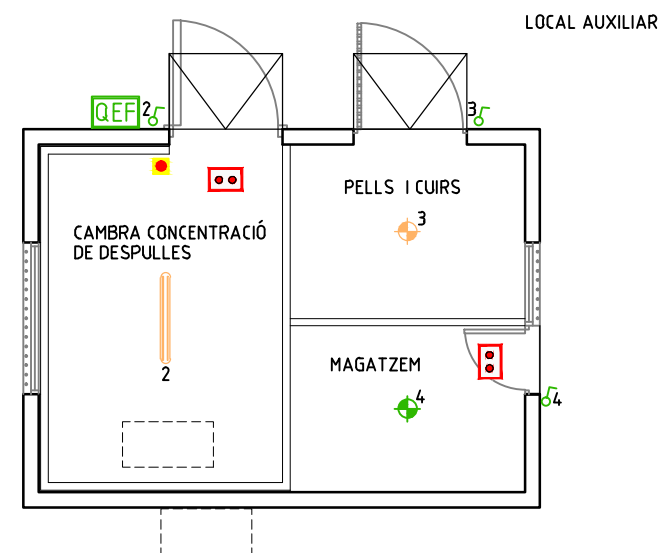 LOCAL AUXILIAR
QEF
2
3
PELLS I CUIRS
3
CAMBRA CONCENTRACIÓ
DE DESPULLES
2
MAGATZEM
4
4